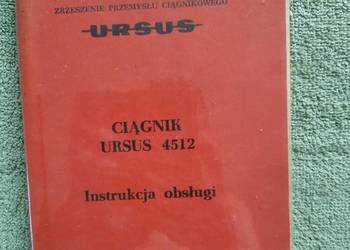 ZRZESZENIE PRZEMYSŁU CIĄGNIKOWEGO
URSUS
CIĄGNIK
URSUS 4512
Instrukcja obsługi